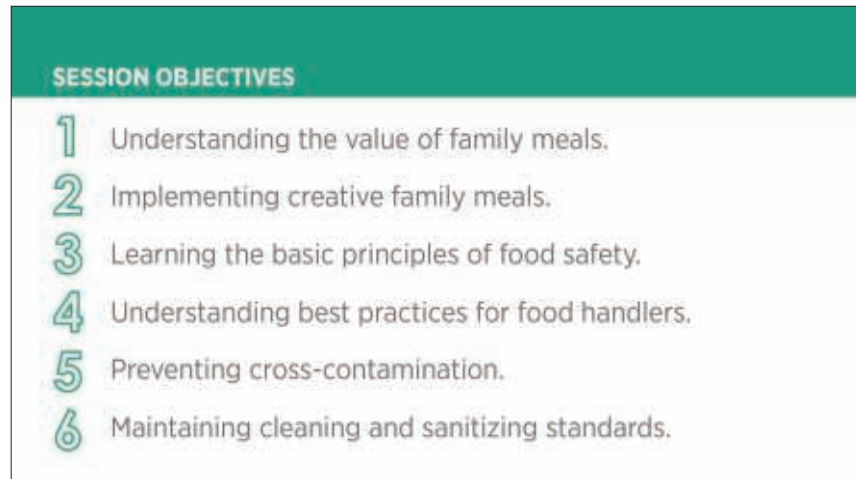 SESSION OBJECTIVES
1 Understanding the value of family meals.
2 Implementing creative family meals.
3 Learning the basic principles of food safety.
4 Understanding best practices for food handlers.
5 Preventing cross-contamination.
6 Maintaining cleaning and sanitizing standards.